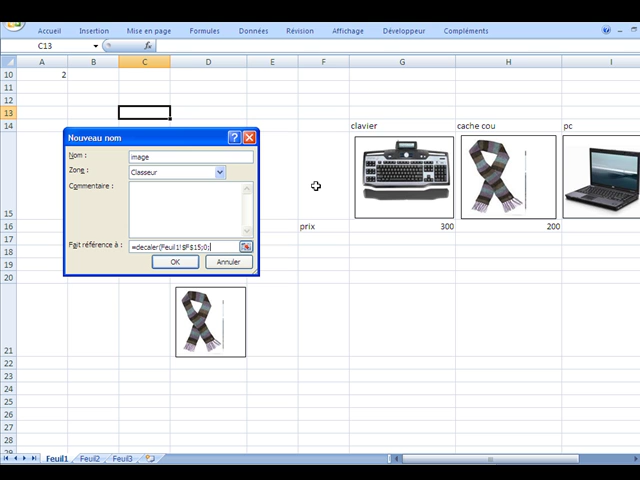 Accueil Insertion Mise en page Formules Données Révision Affichage Développeur Compléments
C13 fx
A B C D E F G H I
10 2
11
12
13
14 clavier cache cou pc
Nouveau nom
Nom : image
Zone : Classeur
Commentaire :
15
16 prix 300 200
17
Fait référence à : =decaler(Feuil1!$F$15;0;
18
OK Annuler
19
20
21
22
23
24
25
26
27
28
29
Feuil1 Feuil2 Feuil3